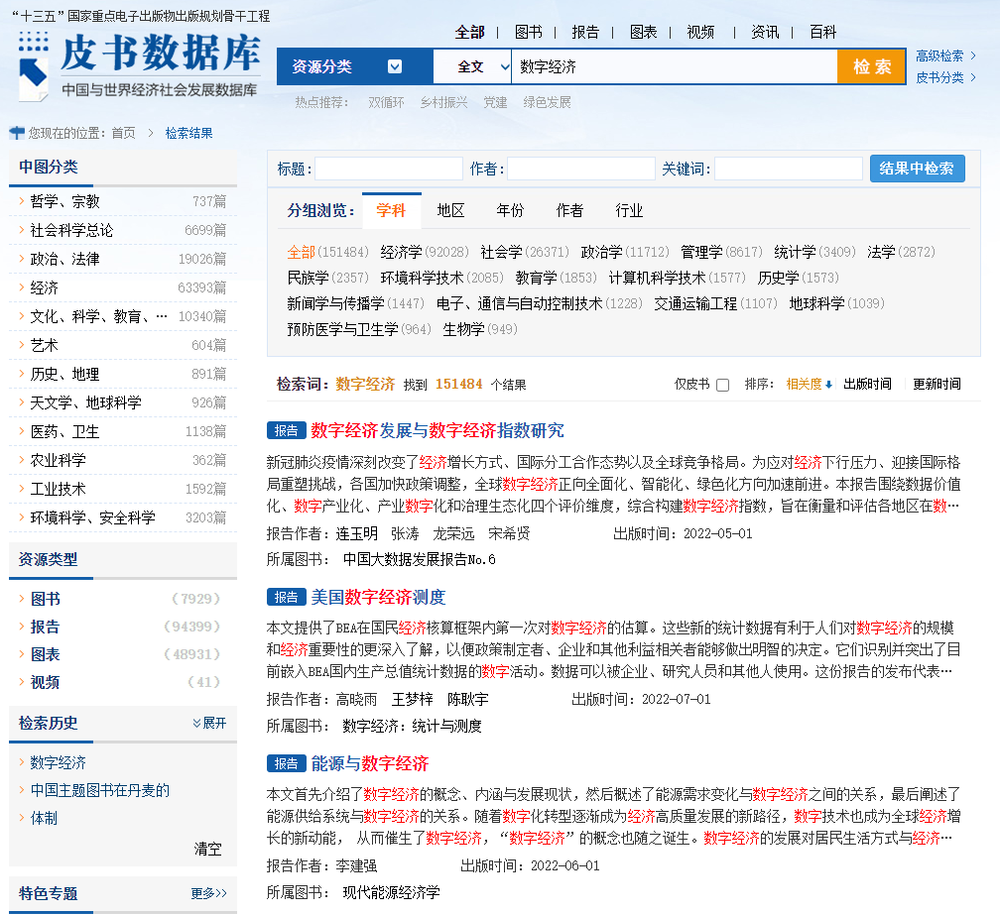 “十三五”国家重点电子出版物出版规划骨干工程
皮书数据库
中国与世界经济社会发展数据库
全部 | 图书 | 报告 | 图表 | 视频 | 资讯 | 百科
资源分类 全文 数字经济 检 索
高级检索
皮书分类
热点推荐： 双循环 乡村振兴 党建 绿色发展
您现在的位置：首页 > 检索结果
中图分类
哲学、宗教 737篇
社会科学总论 6699篇
政治、法律 19026篇
经济 63393篇
文化、科学、教育、… 10340篇
艺术 604篇
历史、地理 891篇
天文学、地球科学 926篇
医药、卫生 1138篇
农业科学 362篇
工业技术 1592篇
环境科学、安全科学 3203篇
资源类型
图书 （7929）
报告 （94399）
图表 （48931）
视频 （41）
检索历史 展开
数字经济
中国主题图书在丹麦的
体制
清空
特色专题 更多>>
标题： 作者： 关键词： 结果中检索
分组浏览： 学科 地区 年份 作者 行业
全部(151484) 经济学(92028) 社会学(26371) 政治学(11712) 管理学(8617) 统计学(3409) 法学(2872)
民族学(2357) 环境科学技术(2085) 教育学(1853) 计算机科学技术(1577) 历史学(1573)
新闻学与传播学(1447) 电子、通信与自动控制技术(1228) 交通运输工程(1107) 地球科学(1039)
预防医学与卫生学(964) 生物学(949)
检索词：数字经济 找到 151484 个结果 仅皮书 排序： 相关度 出版时间 更新时间
报告 数字经济发展与数字经济指数研究
新冠肺炎疫情深刻改变了经济增长方式、国际分工合作态势以及全球竞争格局。为应对经济下行压力、迎接国际格
局重塑挑战，各国加快政策调整，全球数字经济正向全面化、智能化、绿色化方向加速前进。本报告围绕数据价值
化、数字产业化、产业数字化和治理生态化四个评价维度，综合构建数字经济指数，旨在衡量和评估各地区在数…
报告作者：连玉明 张涛 龙荣远 宋希贤 出版时间：2022-05-01
所属图书： 中国大数据发展报告No.6
报告 美国数字经济测度
本文提供了BEA在国民经济核算框架内第一次对数字经济的估算。这些新的统计数据有利于人们对数字经济的规模
和经济重要性的更深入了解，以便政策制定者、企业和其他利益相关者能够做出明智的决定。它们识别并突出了目
前嵌入BEA国内生产总值统计数据的数字活动。数据可以被企业、研究人员和其他人使用。这份报告的发布代表…
报告作者：高晓雨 王梦梓 陈耿宇 出版时间：2022-07-01
所属图书： 数字经济：统计与测度
报告 能源与数字经济
本文首先介绍了数字经济的概念、内涵与发展现状，然后概述了能源需求变化与数字经济之间的关系，最后阐述了
能源供给系统与数字经济的关系。随着数字化转型逐渐成为经济高质量发展的新路径，数字技术也成为全球经济增
长的新动能， 从而催生了数字经济，“数字经济”的概念也随之诞生。数字经济的发展对居民生活方式与经济…
报告作者：李建强 出版时间：2022-06-01
所属图书： 现代能源经济学